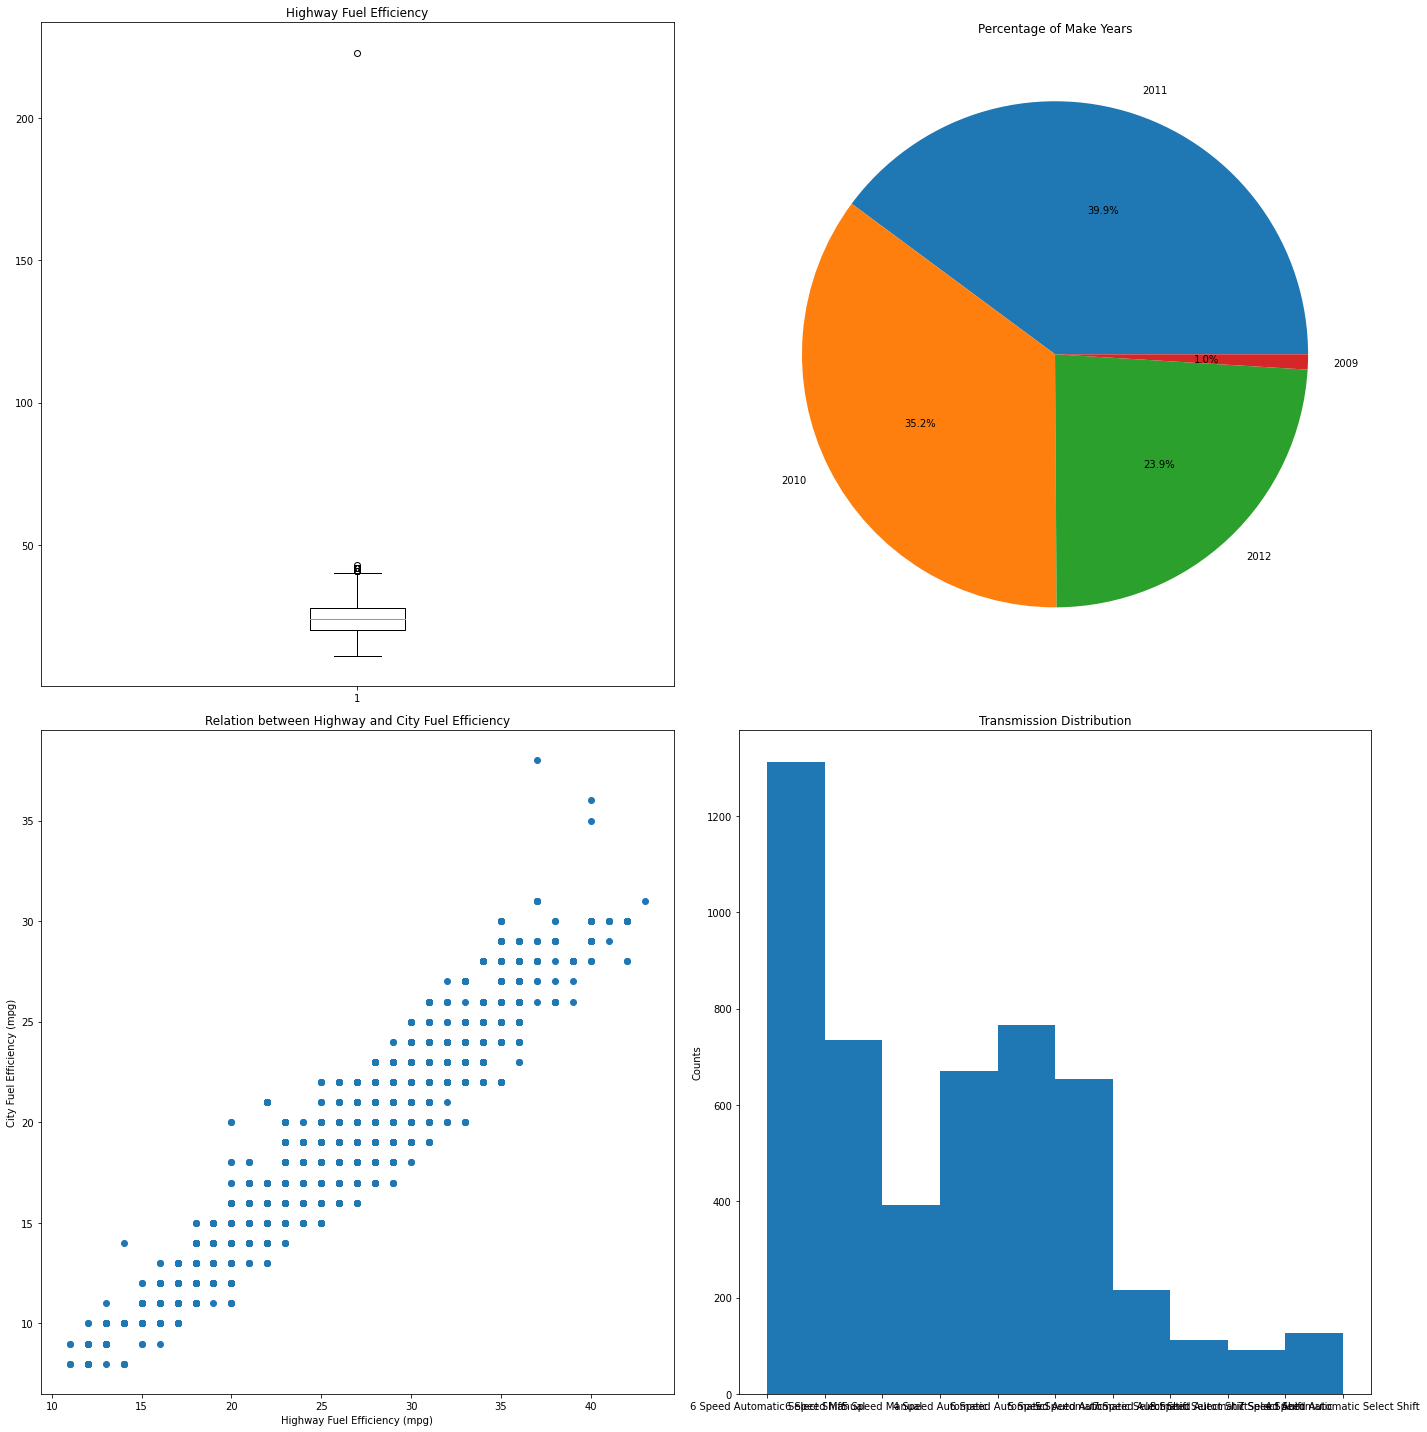 Highway Fuel Efficiency
200
150
100
50
1
Percentage of Make Years
2011
39.9%
1.0%
2009
35.2%
2010
23.9%
2012
Relation between Highway and City Fuel Efficiency
City Fuel Efficiency (mpg)
35
30
25
20
15
10
10 15 20 25 30 35 40
Highway Fuel Efficiency (mpg)
Transmission Distribution
Counts
1200
1000
800
600
400
200
0
6 Speed Automatic Select Shift